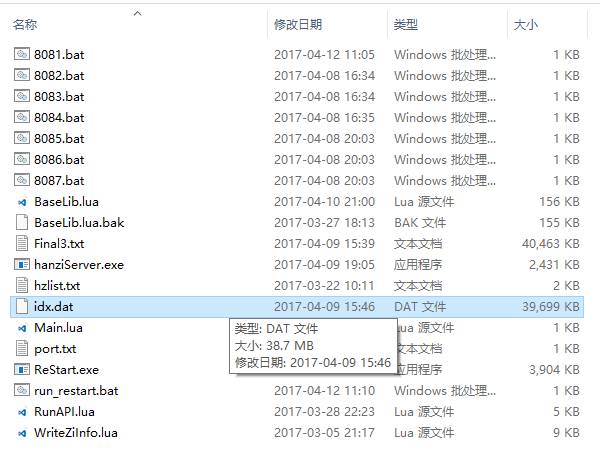 名称 修改日期 类型 大小
8081.bat 2017-04-12 11:05 Windows 批处理... 1 KB
8082.bat 2017-04-08 16:34 Windows 批处理... 1 KB
8083.bat 2017-04-08 16:34 Windows 批处理... 1 KB
8084.bat 2017-04-08 16:35 Windows 批处理... 1 KB
8085.bat 2017-04-08 20:03 Windows 批处理... 1 KB
8086.bat 2017-04-08 20:03 Windows 批处理... 1 KB
8087.bat 2017-04-08 20:03 Windows 批处理... 1 KB
BaseLib.lua 2017-04-10 21:00 Lua 源文件 156 KB
BaseLib.lua.bak 2017-03-27 18:13 BAK 文件 155 KB
Final3.txt 2017-04-09 15:39 文本文档 40,463 KB
hanziServer.exe 2017-04-09 19:05 应用程序 2,431 KB
hzlist.txt 2017-03-22 10:11 文本文档 2 KB
idx.dat 2017-04-09 15:46 DAT 文件 39,699 KB
Main.lua ua 源文件 1 KB
port.txt 本文档 1 KB
ReStart.exe 应用程序 3,904 KB
类型: DAT 文件
大小: 38.7 MB
修改日期: 2017-04-09 15:46
run_restart.bat 2017-04-12 11:10 Windows 批处理... 1 KB
RunAPI.lua 2017-03-28 22:23 Lua 源文件 5 KB
WriteZiInfo.lua 2017-03-05 21:17 Lua 源文件 9 KB